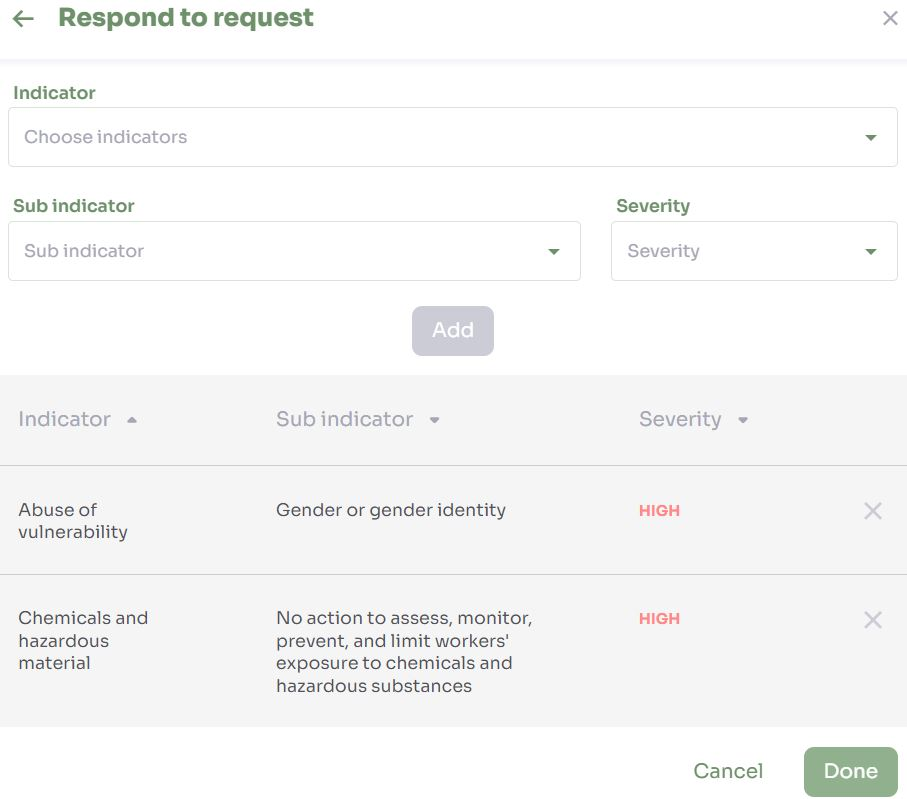 Respond to request
Indicator
Choose indicators
Sub indicator
Severity
Sub indicator
Severity
Add
Indicator
Sub indicator
Severity
Abuse of
vulnerability
Gender or gender identity
HIGH
Chemicals and
hazardous
material
No action to assess, monitor,
prevent, and limit workers'
exposure to chemicals and
hazardous substances
HIGH
Cancel
Done